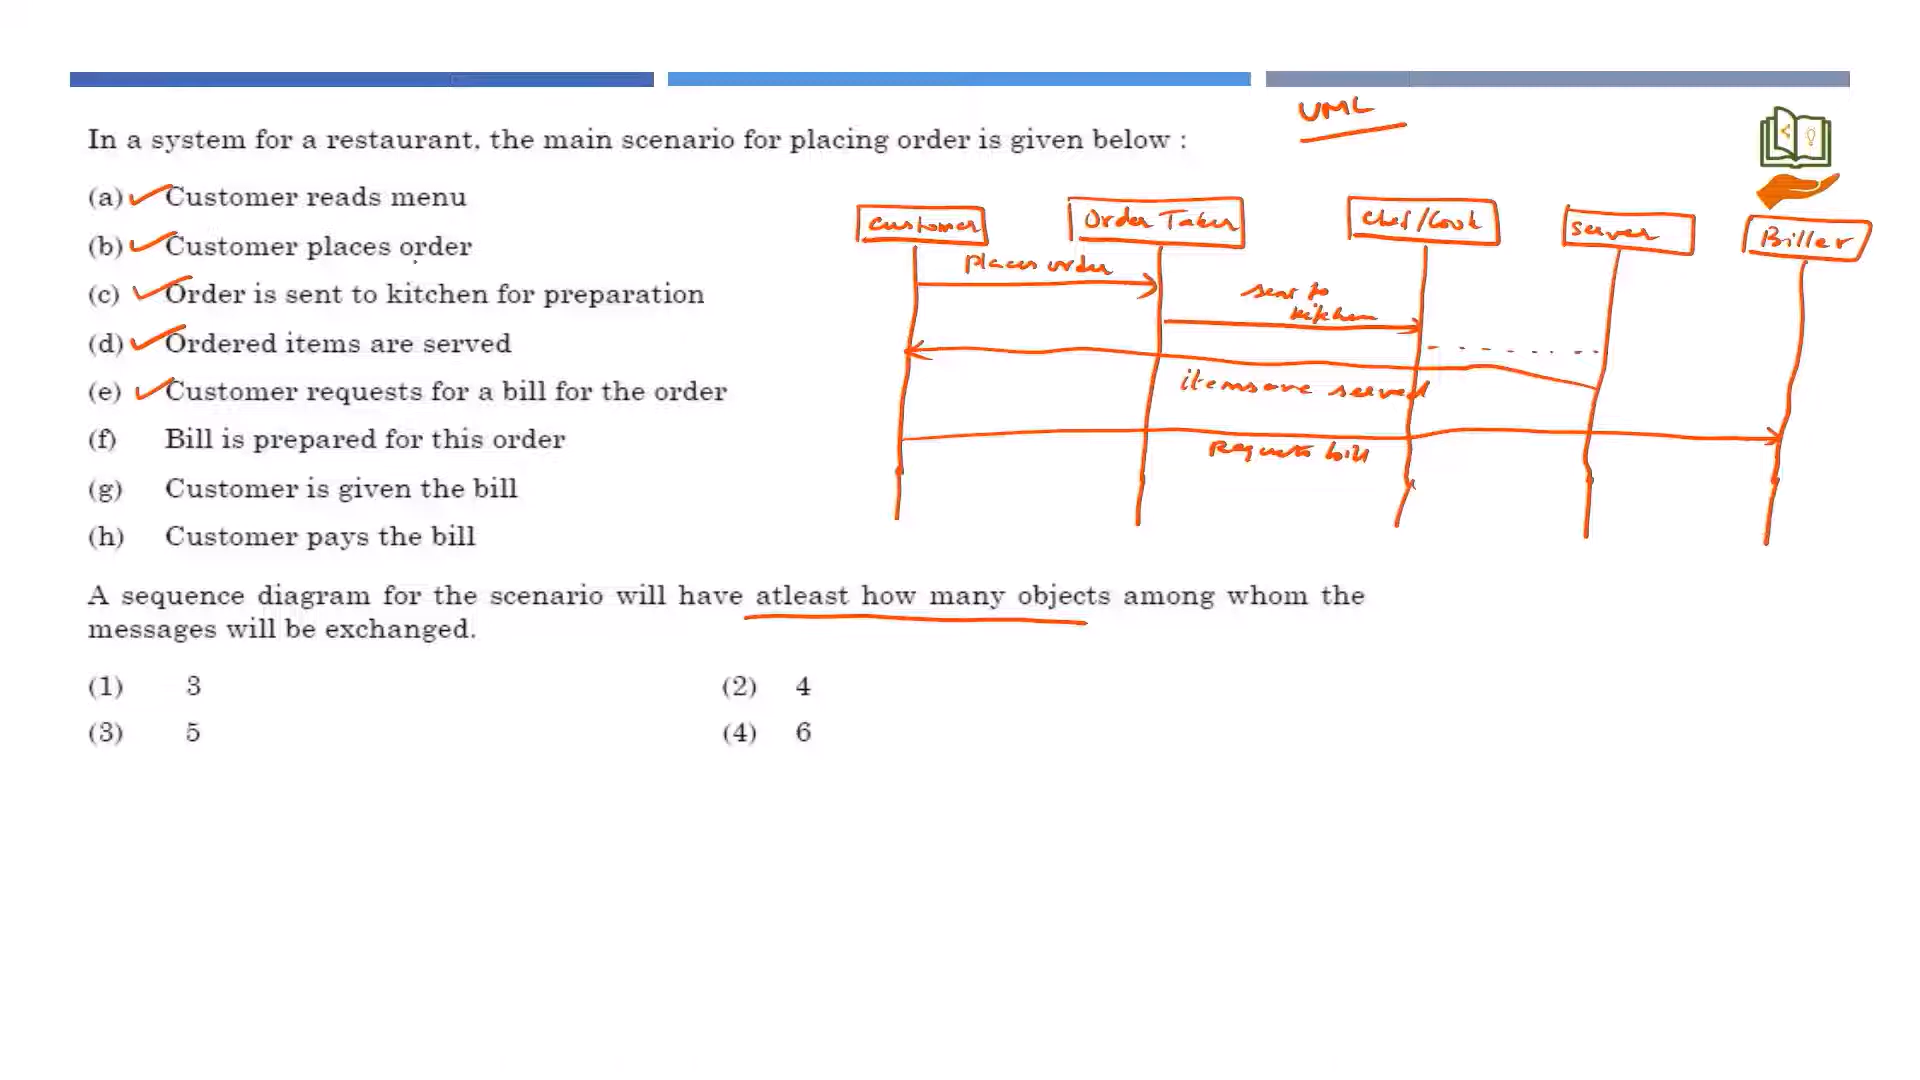 UML
In a system for a restaurant, the main scenario for placing order is given below :
(a) Customer reads menu
(b) Customer places order
(c) Order is sent to kitchen for preparation
(d) Ordered items are served
(e) Customer requests for a bill for the order
(f) Bill is prepared for this order
(g) Customer is given the bill
(h) Customer pays the bill
Customer Order Taker Chef/Cook server Biller
Places order
sent to
kitchen
items are served
Requests bill
A sequence diagram for the scenario will have atleast how many objects among whom the
messages will be exchanged.
(1) 3 (2) 4
(3) 5 (4) 6